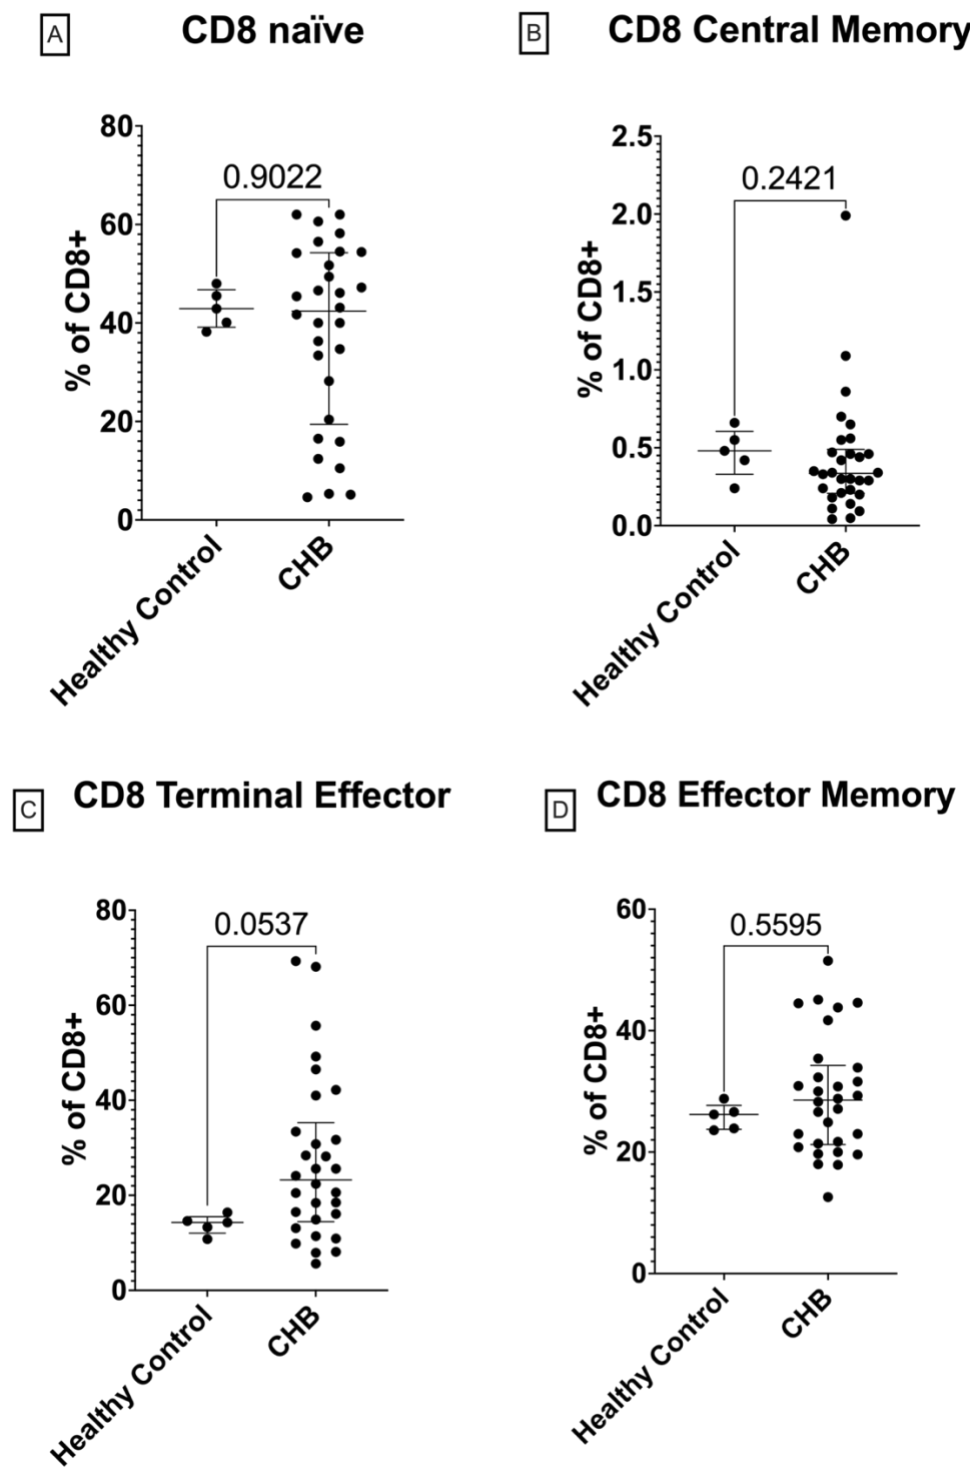 A
CD8 naïve
B
CD8 Central Memory
80
60
40
20
0
% of CD8+
0.9022
Healthy Control
CHB
2.5
2.0
1.5
1.0
0.5
0.0
% of CD8+
0.2421
Healthy Control
CHB
C
CD8 Terminal Effector
D
CD8 Effector Memory
80
60
40
20
0
% of CD8+
0.0537
Healthy Control
CHB
60
40
20
0
% of CD8+
0.5595
Healthy Control
CHB